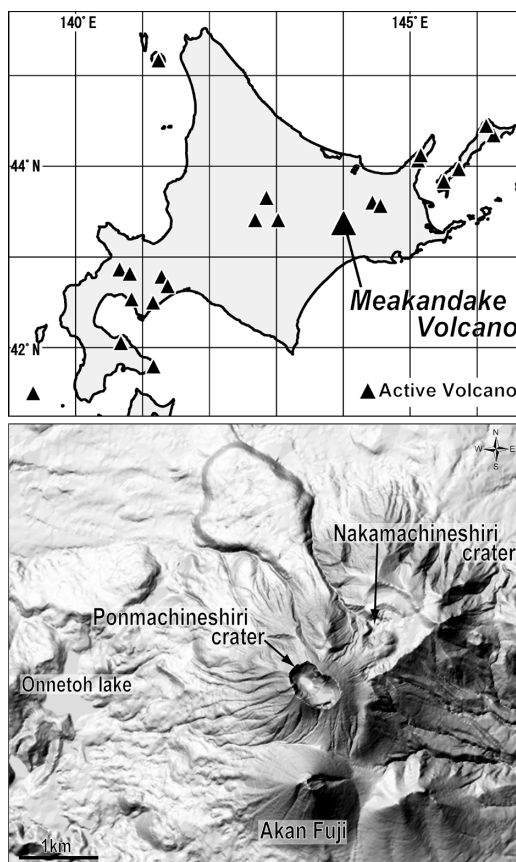 140°E
145°E
44°N
42°N
Meakandake
Volcano
Active Volcano
N
W E
S
Nakamachineshiri
crater
Ponmachineshiri
crater
Onnetoh lake
Akan Fuji
1km